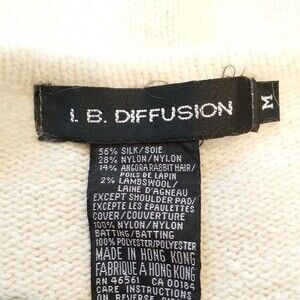 I. B. DIFFUSION
M
56% SILK/SOIE
28% NYLON/NYLON
14% ANGORA RABBIT HAIR/
POILS DE LAPIN
2% LAMBSWOOL/
LAINE D'AGNEAU
EXCEPT SHOULDER PAD/
EXCEPTE LES EPAULETTES
COVER/COUVERTURE
100% NYLON/NYLON
BATTING/BATTING
100% POLYESTER/POLYESTER
MADE IN HONG KONG
FABRIQUE À HONG KONG
RN 46561 CA 00184
CARE INSTRUCTIONS
ON REVERSE